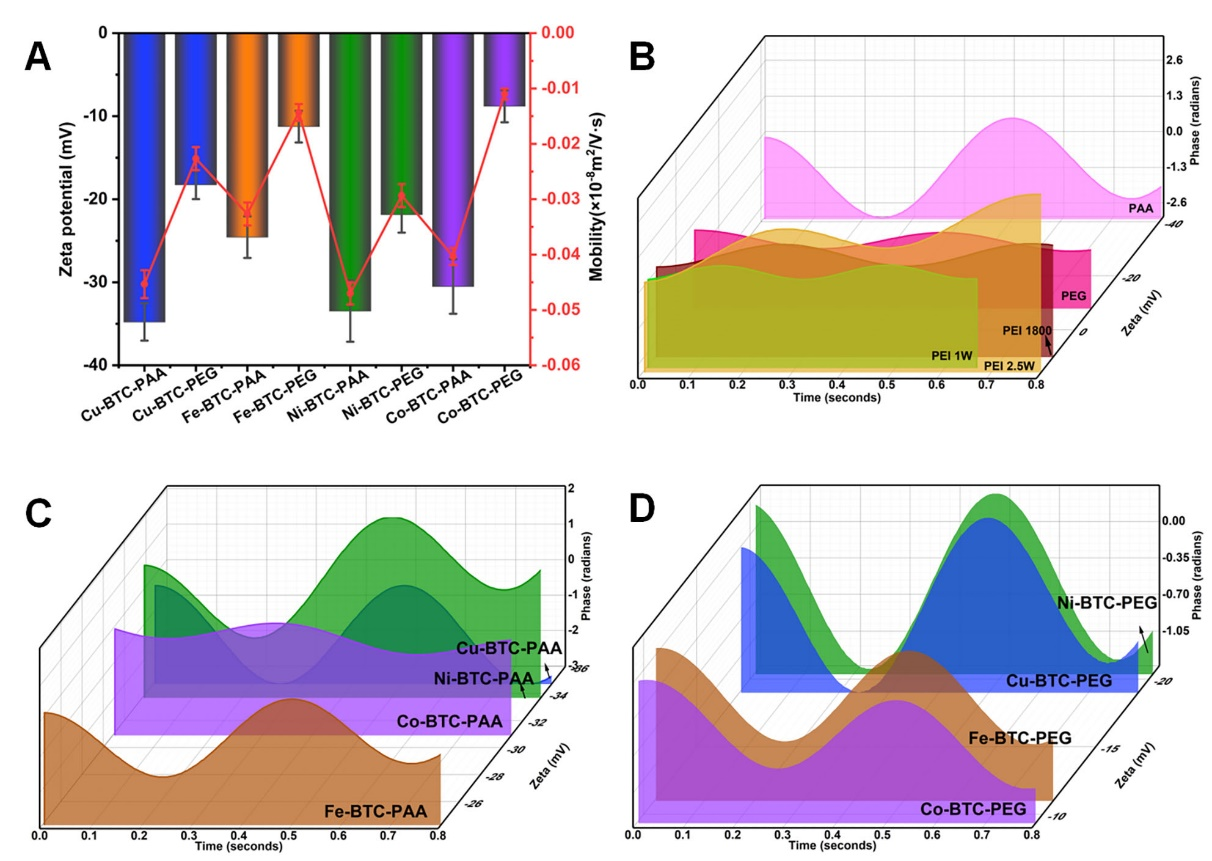 A
Zeta potential (mV)
0
-10
-20
-30
-40
0.00
-0.01
-0.02
-0.03
-0.04
-0.05
-0.06
Mobility(×10⁻⁸m²/V·s)
Cu-BTC-PAA
Cu-BTC-PEG
Fe-BTC-PAA
Fe-BTC-PEG
Ni-BTC-PAA
Ni-BTC-PEG
Co-BTC-PAA
Co-BTC-PEG
B
2.6
1.3
0.0
-1.3
-2.6
Phase (radians)
PAA
PEG
PEI 1800
PEI 1W
PEI 2.5W
-40
-20
0
Zeta (mV)
0.0 0.1 0.2 0.3 0.4 0.5 0.6 0.7 0.8
Time (seconds)
C
2
1
0
-1
-2
-3
Phase (radians)
Cu-BTC-PAA
Ni-BTC-PAA
Co-BTC-PAA
Fe-BTC-PAA
-36
-34
-32
-30
-28
-26
Zeta (mV)
0.0 0.1 0.2 0.3 0.4 0.5 0.6 0.7 0.8
Time (seconds)
D
0.00
-0.35
-0.70
-1.05
Phase (radians)
Ni-BTC-PEG
Cu-BTC-PEG
Fe-BTC-PEG
Co-BTC-PEG
-20
-15
-10
Zeta (mV)
0.0 0.1 0.2 0.3 0.4 0.5 0.6 0.7 0.8
Time (seconds)